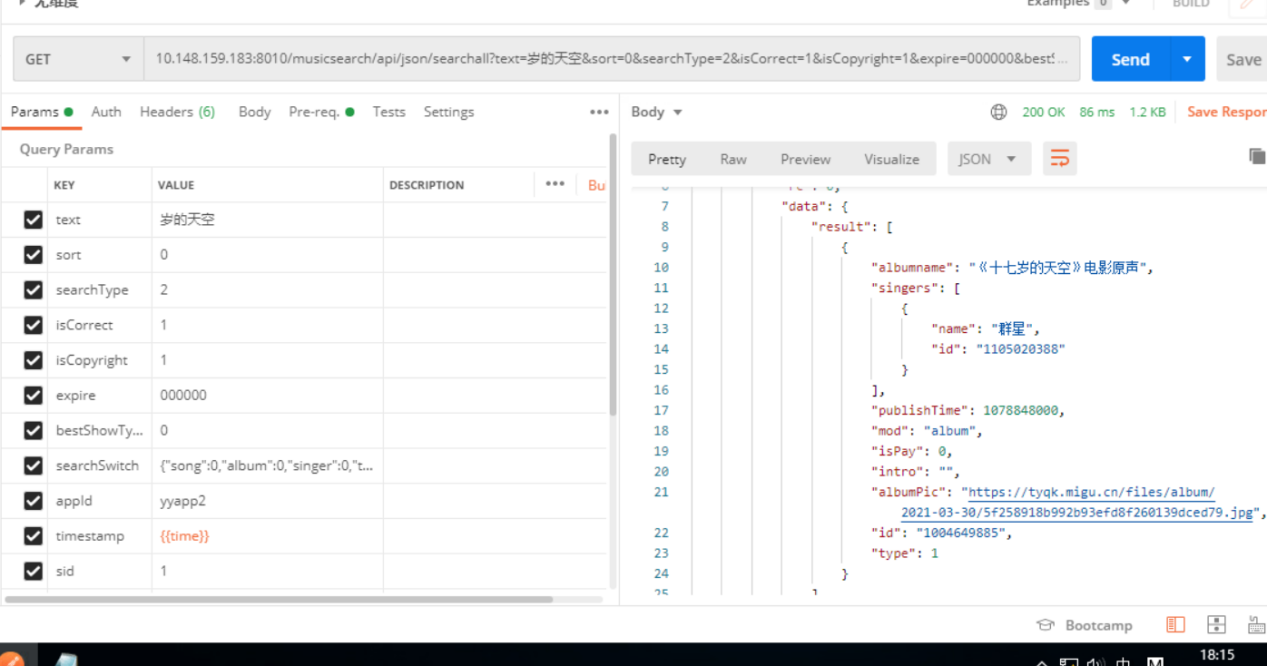 无维度
Examples 0
BUILD
GET
10.148.159.183:8010/musicsearch/api/json/searchall?text=岁的天空&sort=0&searchType=2&isCorrect=1&isCopyright=1&expire=000000&best!...
Send
Save
Params
Auth
Headers (6)
Body
Pre-req.
Tests
Settings
•••
Body
200 OK
86 ms
1.2 KB
Save Respor
Query Params
Pretty
Raw
Preview
Visualize
JSON
KEY
VALUE
DESCRIPTION
•••
Bu
text
岁的天空
sort
0
searchType
2
isCorrect
1
isCopyright
1
expire
000000
bestShowTy...
0
searchSwitch
{"song":0,"album":0,"singer":0,"t...
appId
yyapp2
timestamp
{{time}}
sid
1
7 "data": {
8 "result": [
9 {
10 "albumname": "《十七岁的天空》电影原声",
11 "singers": [
12 {
13 "name": "群星",
14 "id": "1105020388"
15 }
16 ],
17 "publishTime": 1078848000,
18 "mod": "album",
19 "isPay": 0,
20 "intro": "",
21 "albumPic": "https://tyqk.migu.cn/files/album/
2021-03-30/5f258918b992b93efd8f260139dced79.jpg",
22 "id": "1004649885",
23 "type": 1
24 }
25 ]
Bootcamp
中
M
18:15